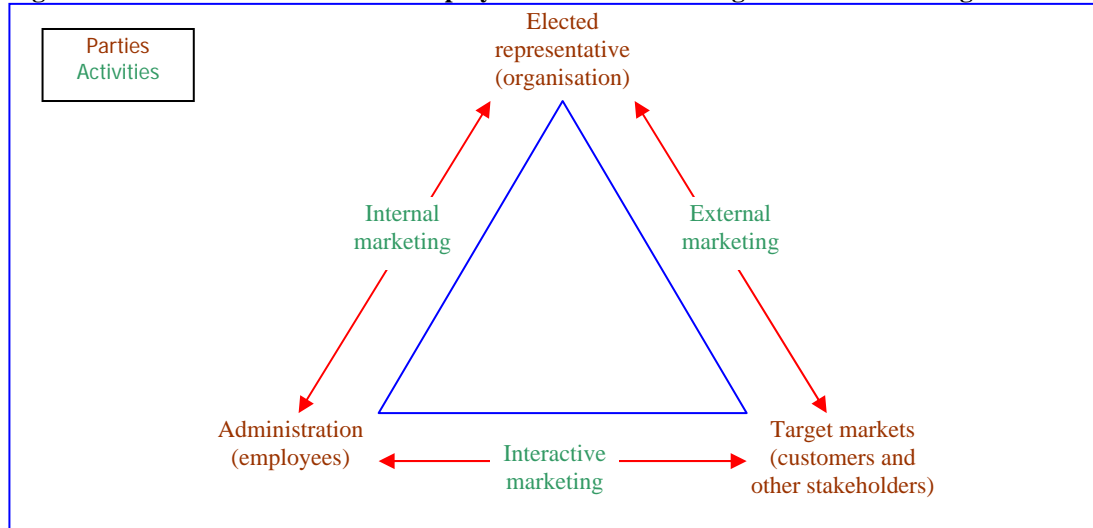 Elected
representative
(organisation)
Parties
Activities
Internal
marketing
External
marketing
Administration
(employees)
Interactive
marketing
Target markets
(customers and
other stakeholders)